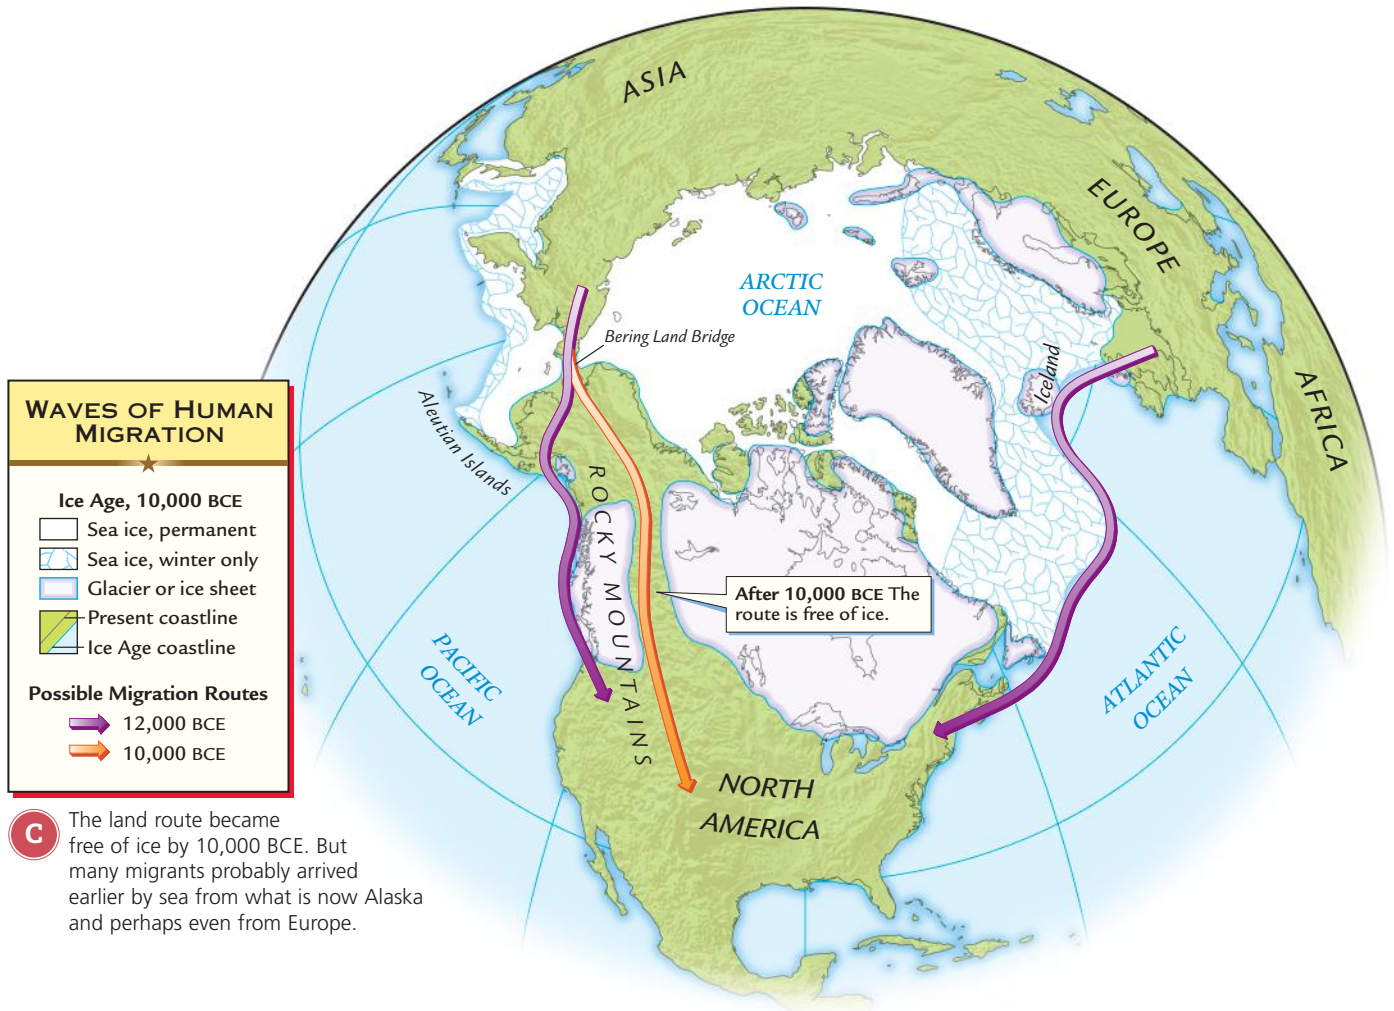 ASIA
EUROPE
AFRICA
ARCTIC
OCEAN
Bering Land Bridge
Iceland
Aleutian Islands
ROCKY MOUNTAINS
After 10,000 BCE The
route is free of ice.
PACIFIC
OCEAN
ATLANTIC
OCEAN
NORTH
AMERICA
WAVES OF HUMAN
MIGRATION
Ice Age, 10,000 BCE
Sea ice, permanent
Sea ice, winter only
Glacier or ice sheet
Present coastline
Ice Age coastline
Possible Migration Routes
12,000 BCE
10,000 BCE
C
The land route became
free of ice by 10,000 BCE. But
many migrants probably arrived
earlier by sea from what is now Alaska
and perhaps even from Europe.